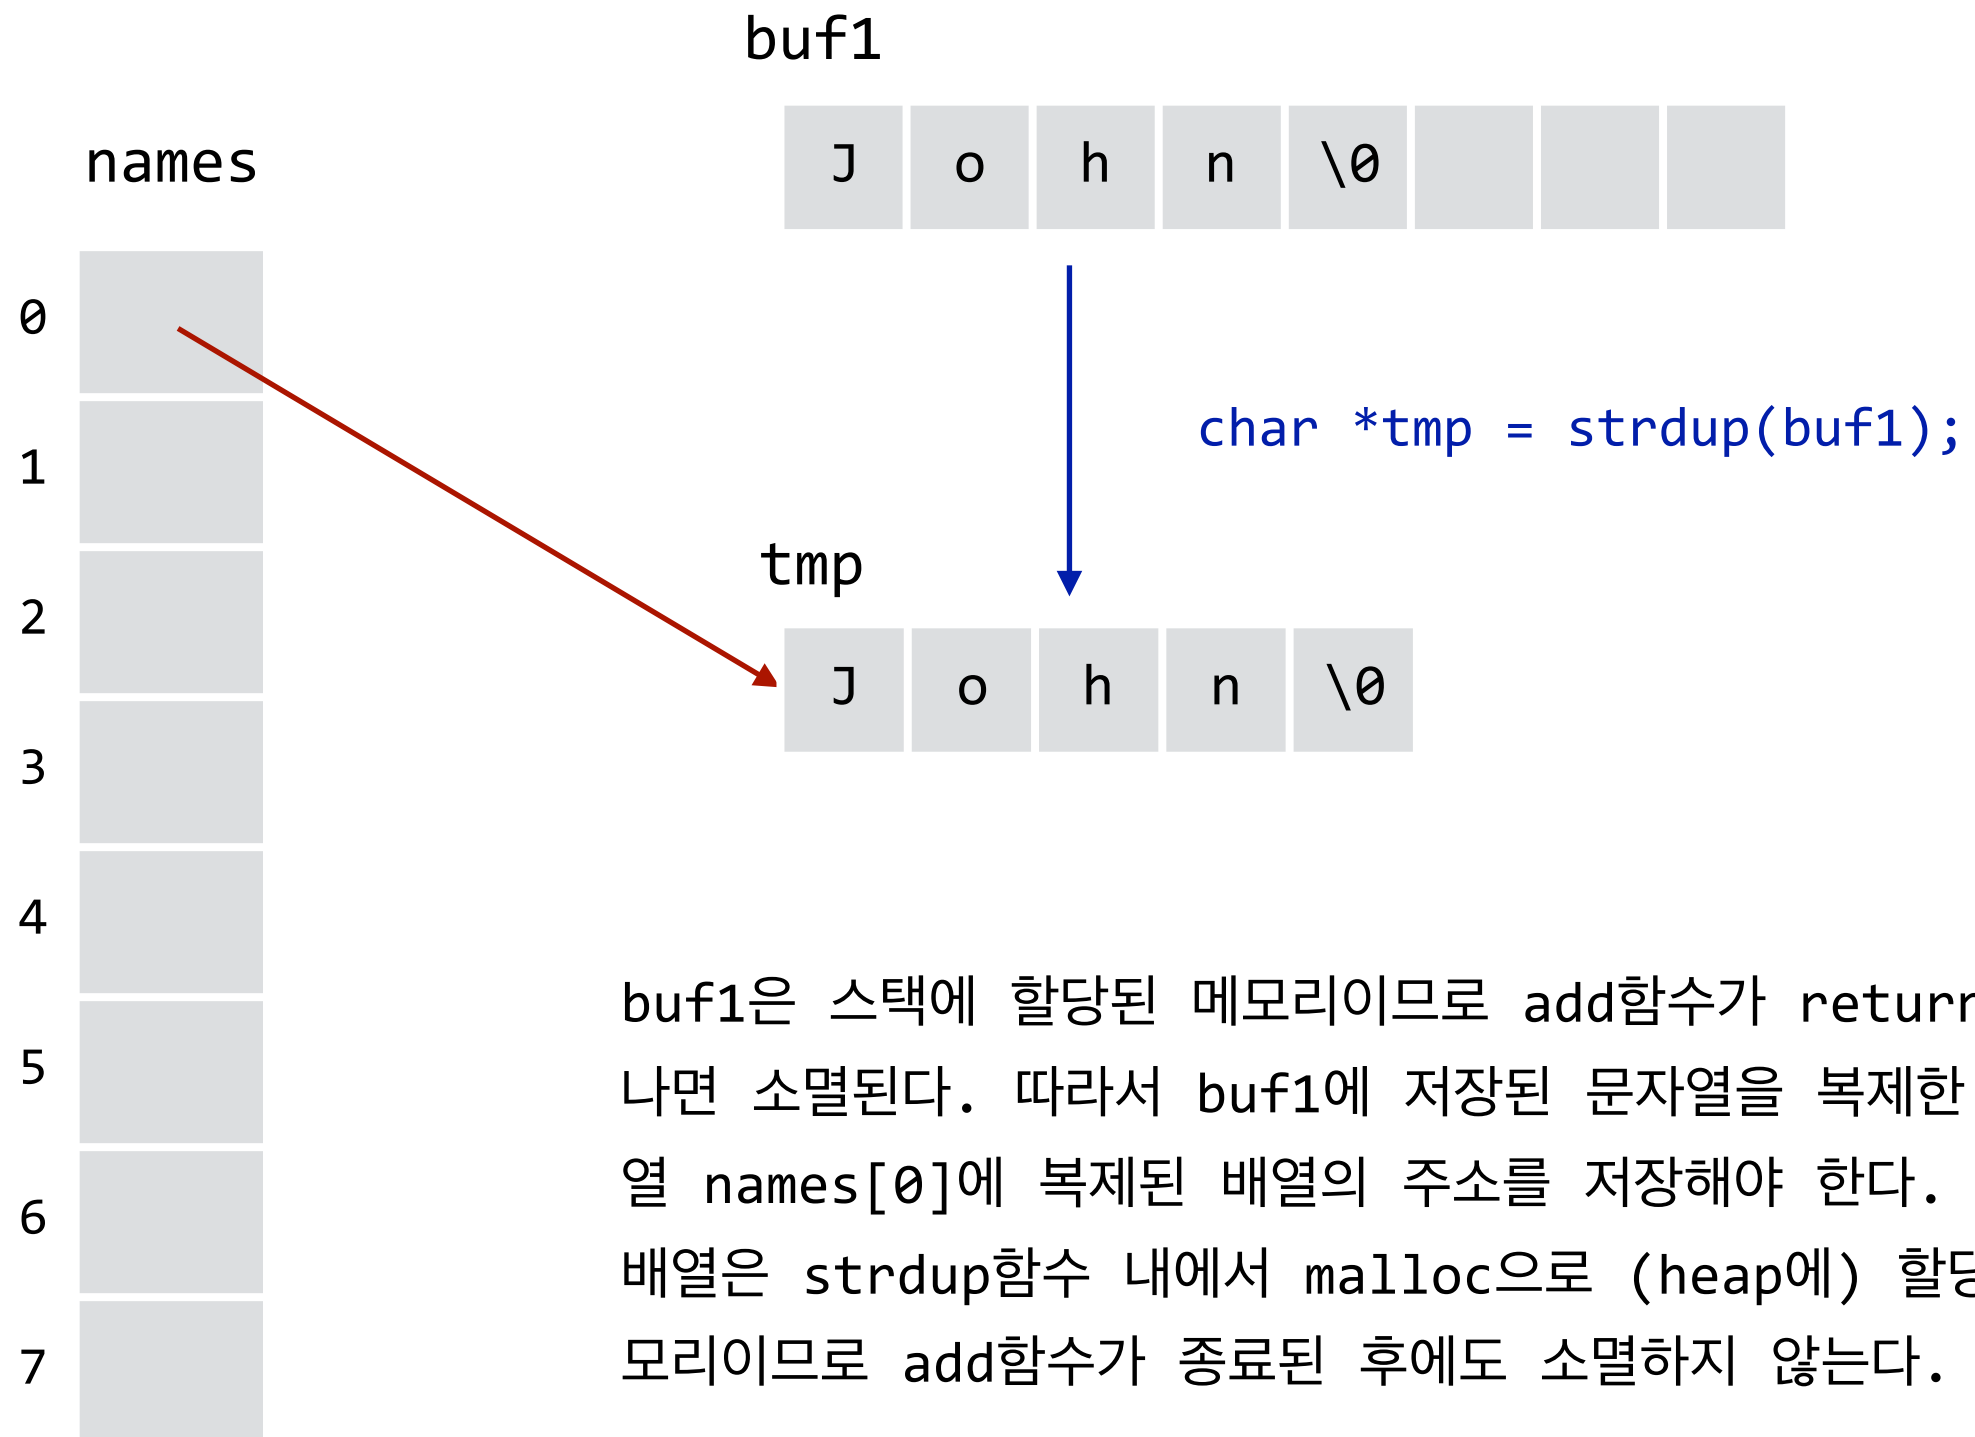 buf1
names
J o h n \0
0
1
char *tmp = strdup(buf1);
2
tmp
J o h n \0
3
4
buf1은 스택에 할당된 메모리이므로 add함수가 return
5
나면 소멸된다. 따라서 buf1에 저장된 문자열을 복제한
열 names[0]에 복제된 배열의 주소를 저장해야 한다.
6
배열은 strdup함수 내에서 malloc으로 (heap에)
7
모리이므로 add함수가 종료된 후에도 소멸하지 않는다.